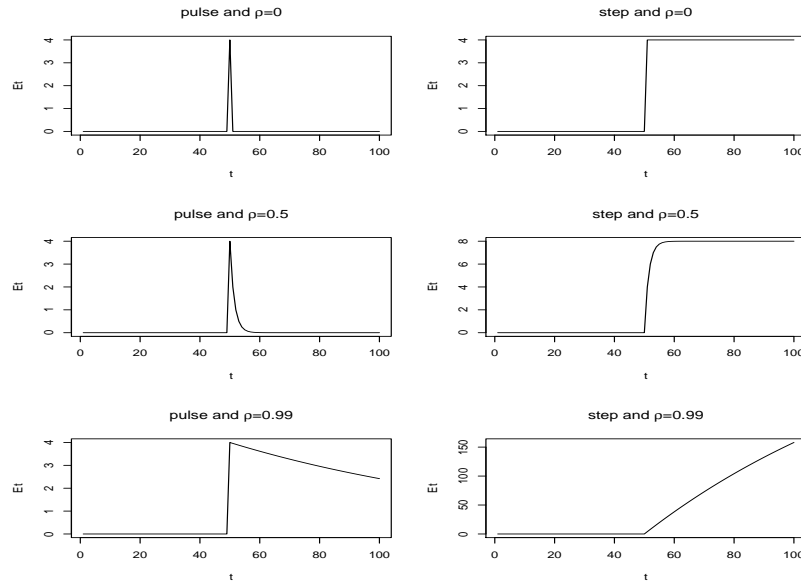 pulse and ρ=0
Et
0 1 2 3 4
0 20 40 60 80 100
t
step and ρ=0
Et
0 1 2 3 4
0 20 40 60 80 100
t
pulse and ρ=0.5
Et
0 1 2 3 4
0 20 40 60 80 100
t
step and ρ=0.5
Et
0 2 4 6 8
0 20 40 60 80 100
t
pulse and ρ=0.99
Et
0 1 2 3 4
0 20 40 60 80 100
t
step and ρ=0.99
Et
0 50 100 150
0 20 40 60 80 100
t